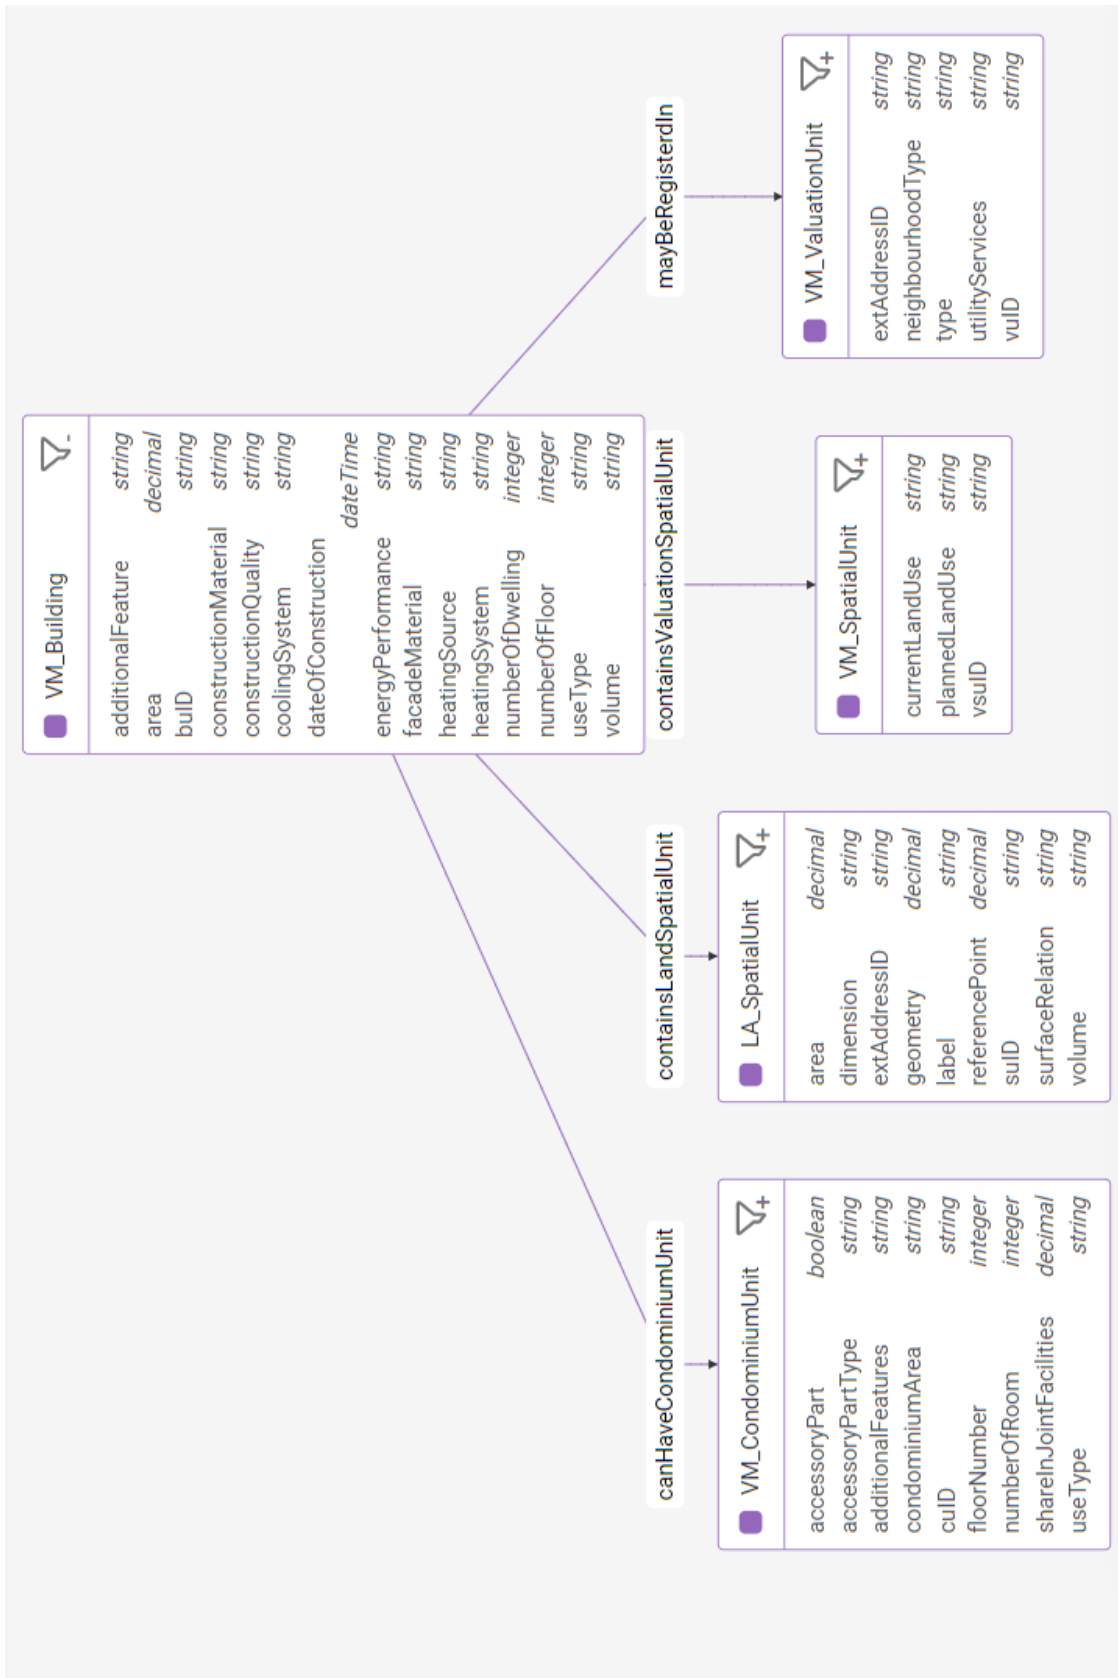 VM_Building
additionalFeature string
area decimal
buID string
constructionMaterial string
constructionQuality string
coolingSystem string
dateOfConstruction
dateTime
energyPerformance string
facadeMaterial string
heatingSource string
heatingSystem string
numberOfDwelling integer
numberOfFloor integer
useType string
volume string
canHaveCondominiumUnit
containsLandSpatialUnit
containsValuationSpatialUnit
mayBeRegisterdIn
VM_CondominiumUnit
accessoryPart boolean
accessoryPartType string
additionalFeatures string
condominiumArea string
cuID string
floorNumber integer
numberOfRoom integer
shareInJointFacilities decimal
useType string
LA_SpatialUnit
area decimal
dimension string
extAddressID string
geometry decimal
label string
referencePoint decimal
suID string
surfaceRelation string
volume string
VM_SpatialUnit
currentLandUse string
plannedLandUse string
vsuID string
VM_ValuationUnit
extAddressID string
neighbourhoodType string
type string
utilityServices string
vuID string